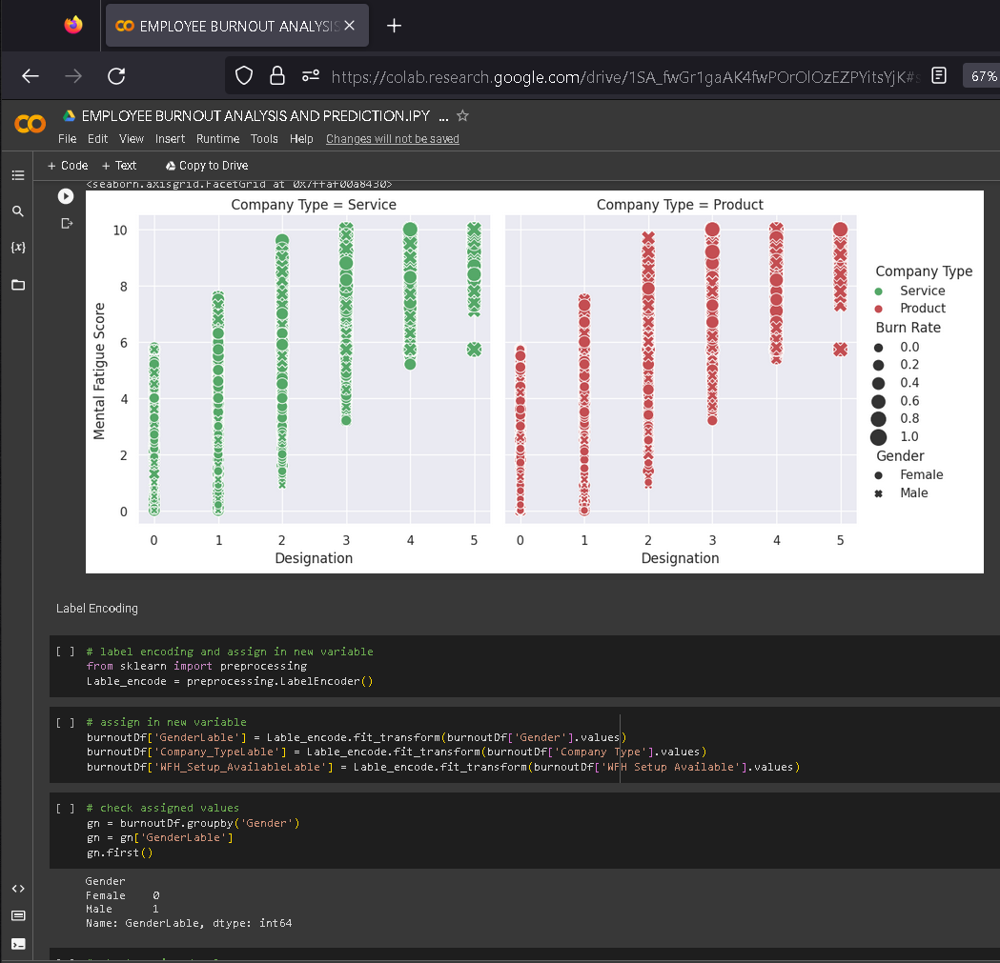 EMPLOYEE BURNOUT ANALYSIS
https://colab.research.google.com/drive/1SA_fwGr1gaAK4fwPOrOlOzEZPYitsYjK#s
67%
EMPLOYEE BURNOUT ANALYSIS AND PREDICTION.IPY ...
File Edit View Insert Runtime Tools Help Changes will not be saved
+ Code + Text Copy to Drive
<seaborn.axisgrid.FacetGrid at 0x7ffaf00a8430>
Company Type = Service
Company Type = Product
Mental Fatigue Score
10
8
6
4
2
0
0 1 2 3 4 5
Designation
0 1 2 3 4 5
Designation
Company Type
Service
Product
Burn Rate
0.0
0.2
0.4
0.6
0.8
1.0
Gender
Female
Male
Label Encoding
[ ] # label encoding and assign in new variable
from sklearn import preprocessing
Lable_encode = preprocessing.LabelEncoder()
[ ] # assign in new variable
burnoutDf['GenderLable'] = Lable_encode.fit_transform(burnoutDf['Gender'].values)
burnoutDf['Company_TypeLable'] = Lable_encode.fit_transform(burnoutDf['Company Type'].values)
burnoutDf['WFH_Setup_AvailableLable'] = Lable_encode.fit_transform(burnoutDf['WFH Setup Available'].values)
[ ] # check assigned values
gn = burnoutDf.groupby('Gender')
gn = gn['GenderLable']
gn.first()
Gender
Female 0
Male 1
Name: GenderLable, dtype: int64